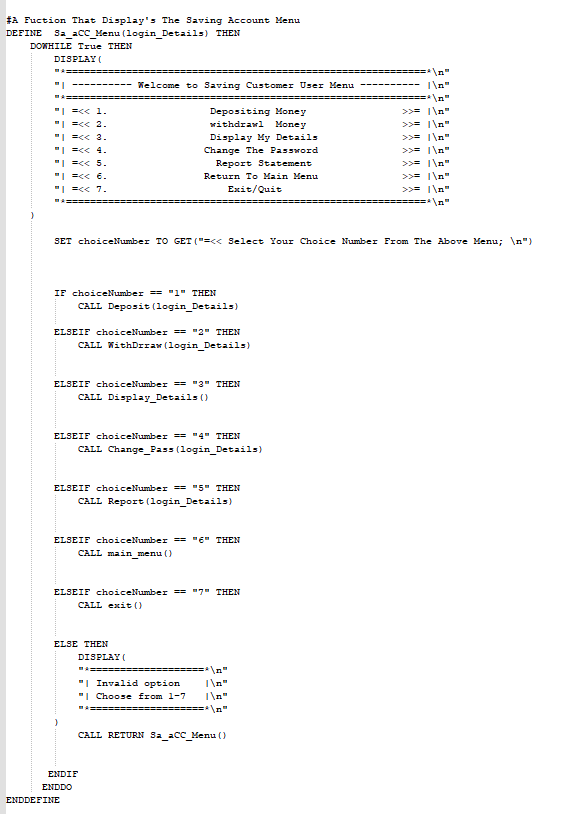 #A Fuction That Display's The Saving Account Menu
DEFINE  Sa_aCC_Menu(login_Details) THEN
    DOWHILE True THEN
        DISPLAY(
        "*============================================================*\n"
        "| ---------- Welcome to Saving Customer User Menu ---------- |\n"
        "*============================================================*\n"
        "| =<< 1.                 Depositing Money                >>= |\n"
        "| =<< 2.                 withdrawl  Money                >>= |\n"
        "| =<< 3.                 Display My Details              >>= |\n"
        "| =<< 4.                Change The Password              >>= |\n"
        "| =<< 5.                  Report Statement               >>= |\n"
        "| =<< 6.                Return To Main Menu              >>= |\n"
        "| =<< 7.                    Exit/Quit                    >>= |\n"
        "*============================================================*\n"
    )
        SET choiceNumber TO GET("=<< Select Your Choice Number From The Above Menu; \n")
        IF choiceNumber == "1" THEN
            CALL Deposit(login_Details)
        ELSEIF choiceNumber == "2" THEN
            CALL WithDrraw(login_Details)
        ELSEIF choiceNumber == "3" THEN
            CALL Display_Details()
        ELSEIF choiceNumber == "4" THEN
            CALL Change_Pass(login_Details)
        ELSEIF choiceNumber == "5" THEN
            CALL Report(login_Details)
        ELSEIF choiceNumber == "6" THEN
            CALL main_menu()
        ELSEIF choiceNumber == "7" THEN
            CALL exit()
        ELSE THEN
            DISPLAY(
            "*===================*\n"
            "| Invalid option    |\n"
            "| Choose from 1-7   |\n"
            "*===================*\n"
        )
            CALL RETURN Sa_aCC_Menu()
       ENDIF
      ENDDO
ENDDEFINE